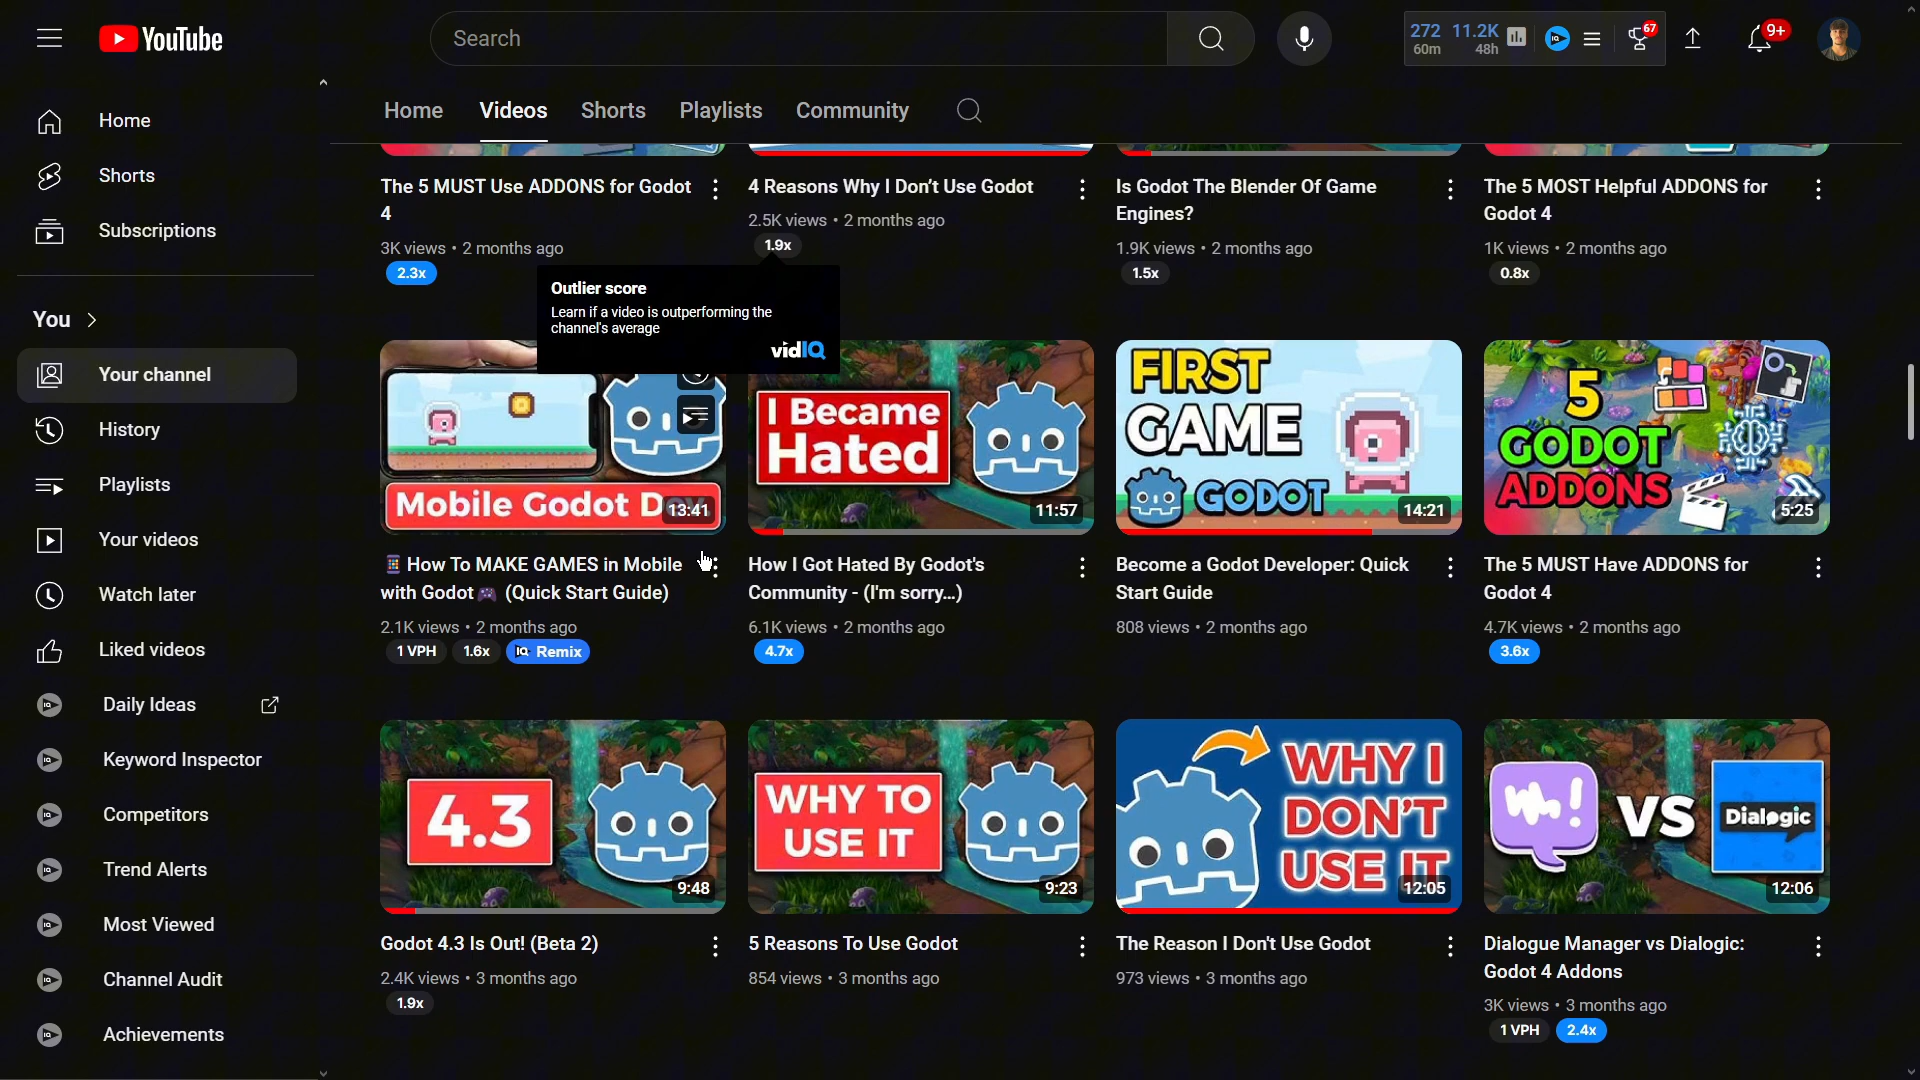 YouTube
Search
272 11.2K
60m 48h
67
9+
Home
Shorts
Subscriptions
You
Your channel
History
Playlists
Your videos
Watch later
Liked videos
Daily Ideas
Keyword Inspector
Competitors
Trend Alerts
Most Viewed
Channel Audit
Achievements
Home Videos Shorts Playlists Community
The 5 MUST Use ADDONS for Godot
4
3K views • 2 months ago
2.3x
4 Reasons Why I Don't Use Godot
2.5K views • 2 months ago
1.9x
Is Godot The Blender Of Game
Engines?
1.9K views • 2 months ago
1.5x
The 5 MOST Helpful ADDONS for
Godot 4
1K views • 2 months ago
0.8x
Outlier score
Learn if a video is outperforming the
channel's average
vidIQ
Mobile Godot
13:41
📱How To MAKE GAMES in Mobile
with Godot🎮 (Quick Start Guide)
2.1K views • 2 months ago
1 VPH 1.6x IQ Remix
I Became
Hated
11:57
How I Got Hated By Godot's
Community - (I'm sorry...)
6.1K views • 2 months ago
4.7x
FIRST
GAME
GODOT
14:21
Become a Godot Developer: Quick
Start Guide
808 views • 2 months ago
5
GODOT
ADDONS
5:25
The 5 MUST Have ADDONS for
Godot 4
4.7K views • 2 months ago
3.6x
4.3
9:48
Godot 4.3 Is Out! (Beta 2)
2.4K views • 3 months ago
1.9x
WHY TO
USE IT
9:23
5 Reasons To Use Godot
854 views • 3 months ago
WHY I
DON'T
USE IT
12:05
The Reason I Don't Use Godot
973 views • 3 months ago
VS
Dialogic
12:06
Dialogue Manager vs Dialogic:
Godot 4 Addons
3K views • 3 months ago
1 VPH 2.4x